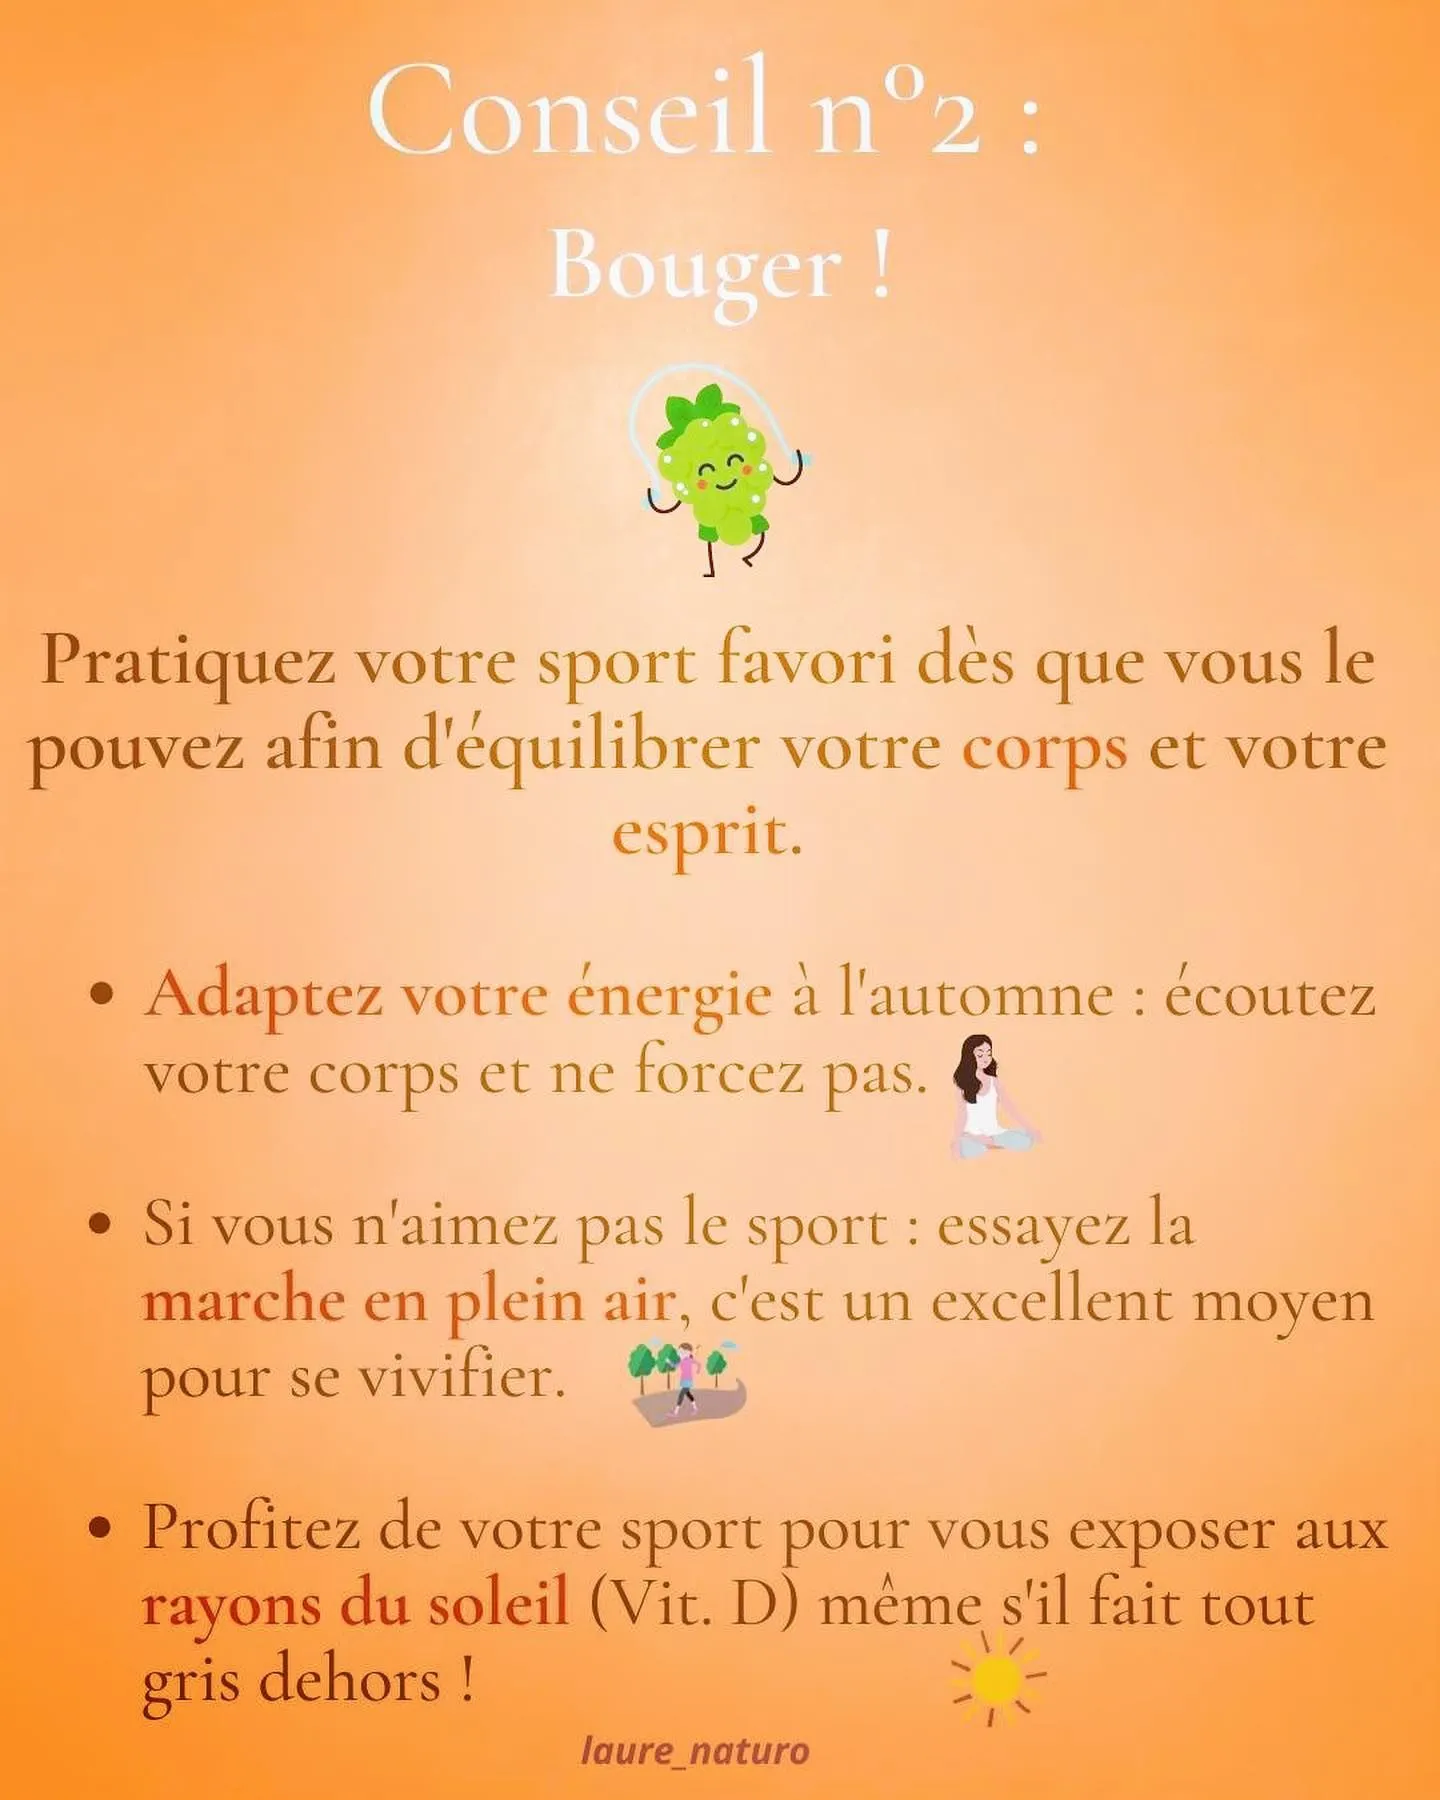 Conseil n°2 :
Bouger !
Pratiquez votre sport favori dès que vous le
pouvez afin d'équilibrer votre corps et votre
esprit.
• Adaptez votre énergie à l'automne : écoutez
votre corps et ne forcez pas.
• Si vous n'aimez pas le sport : essayez la
marche en plein air, c'est un excellent moyen
pour se vivifier.
• Profitez de votre sport pour vous exposer aux
rayons du soleil (Vit. D) même s'il fait tout
gris dehors !
laure_naturo